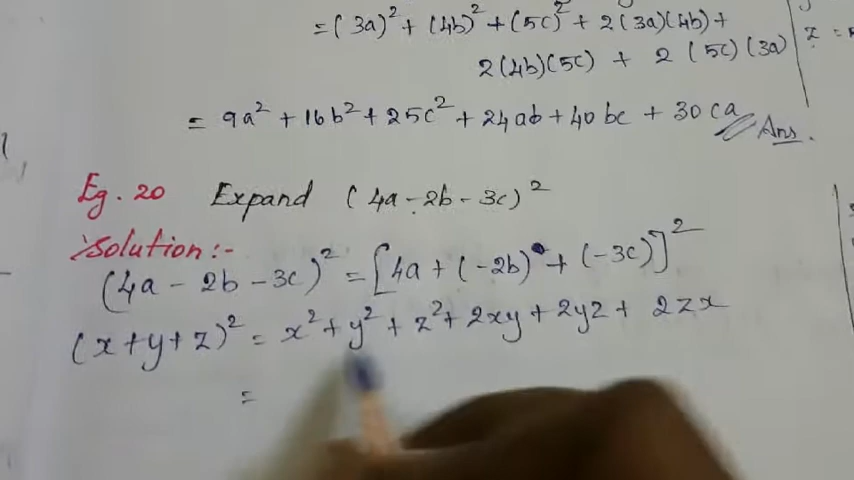 = (3a)² + (4b)² + (5c)² + 2(3a)(4b) +
2(4b)(5c) + 2(5c)(3a)
z =
= 9a² + 16b² + 25c² + 24ab + 40bc + 30ca Ans.
Eg. 20 Expand (4a - 2b - 3c)²
Solution :-
(4a - 2b - 3c)² = [4a + (-2b) + (-3c)]²
(x + y + z)² = x² + y² + z² + 2xy + 2yz + 2zx
=